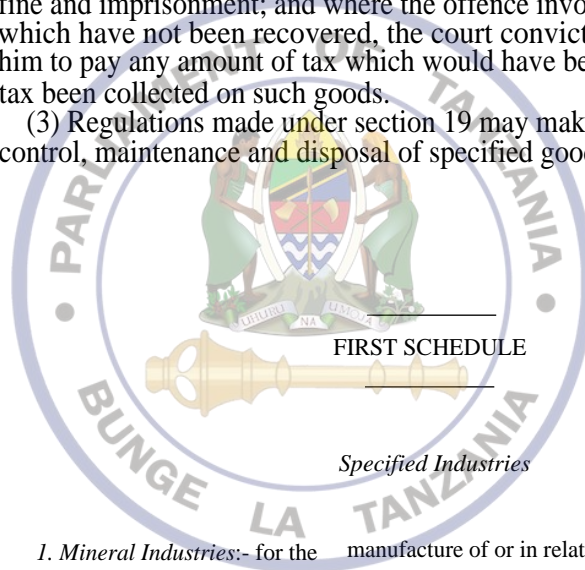 fine and imprisonment; and where the offence invo
which have not been recovered, the court convict
him to pay any amount of tax which would have be
tax been collected on such goods.
(3) Regulations made under section 19 may mak
control, maintenance and disposal of specified good
PARLIAMENT OF TANZANIA
UHURU NA UMOJA
FIRST SCHEDULE
Specified Industries
BUNGE LA TANZANIA
1. Mineral Industries:- for the manufacture of or in relat